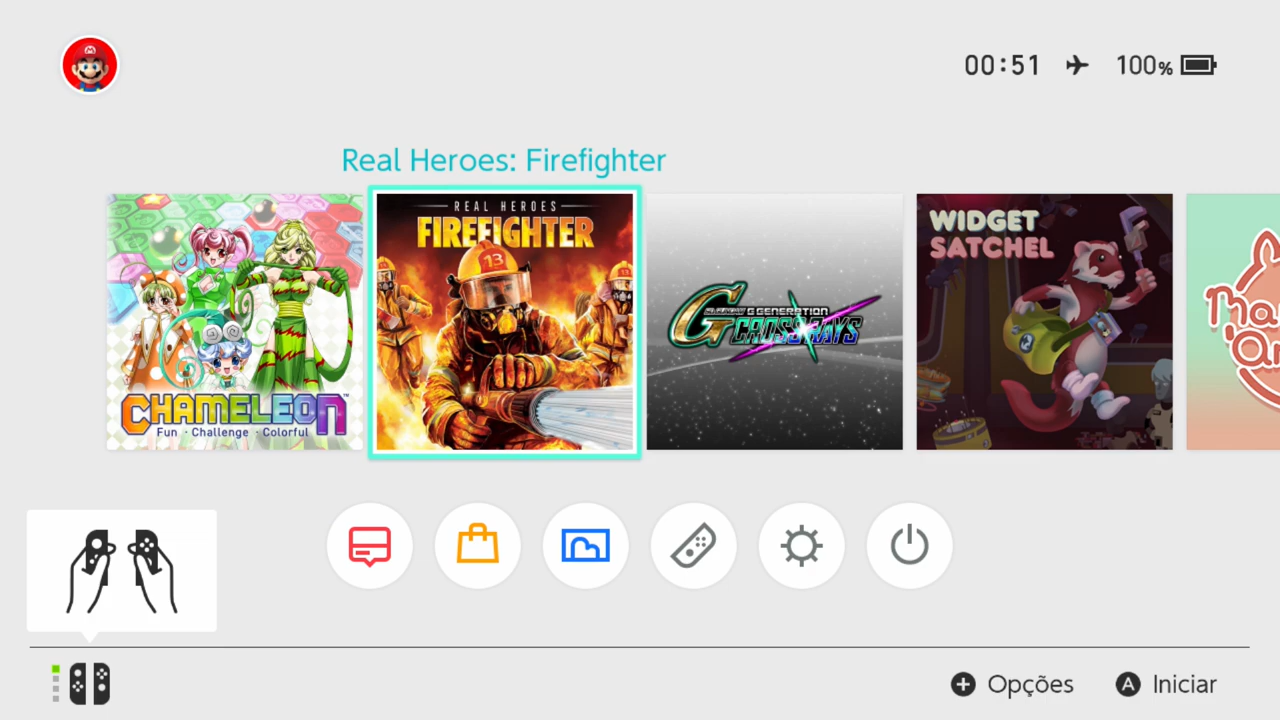 00:51
100%
Real Heroes: Firefighter
CHAMELEON™
Fun · Challenge · Colorful
REAL HEROES
FIREFIGHTER
13
G GENERATION
CROSS RAYS
WIDGET
SATCHEL
Opções
Iniciar